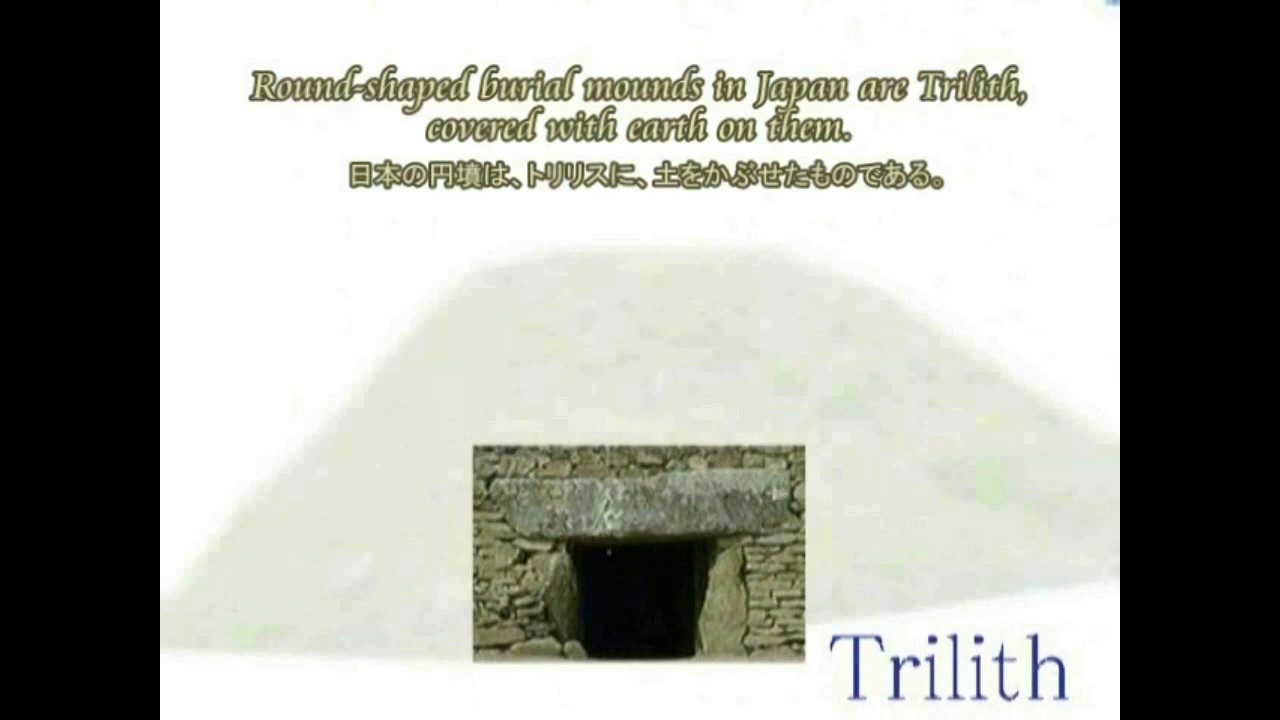 Round-shaped burial mounds in Japan are Trilith,
covered with earth on them.
日本の円墳は、トリリスに、土をかぶせたものである。
Trilith